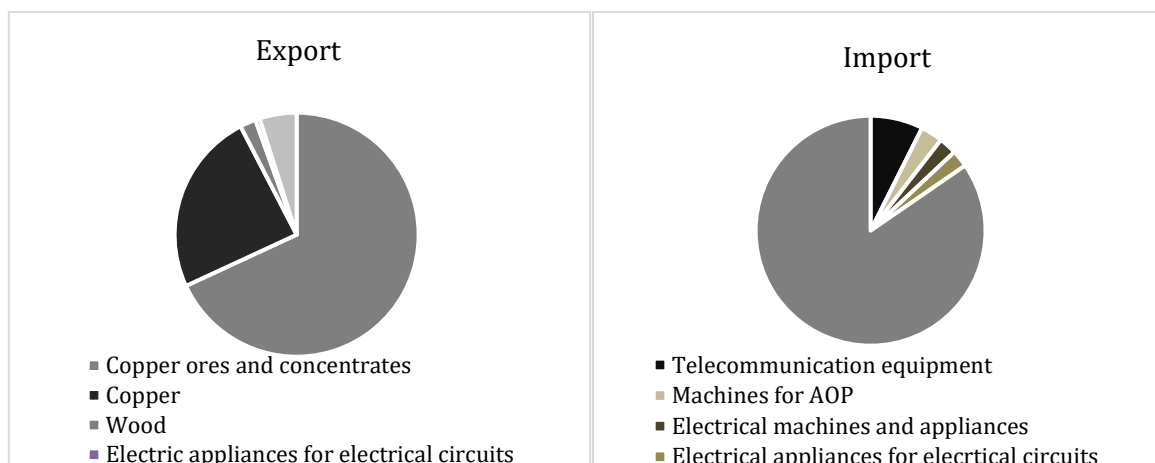 Export
Copper ores and concentrates
Copper
Wood
Electric appliances for electrical circuits
Import
Telecommunication equipment
Machines for AOP
Electrical machines and appliances
Electrical appliances for elecrtical circuits